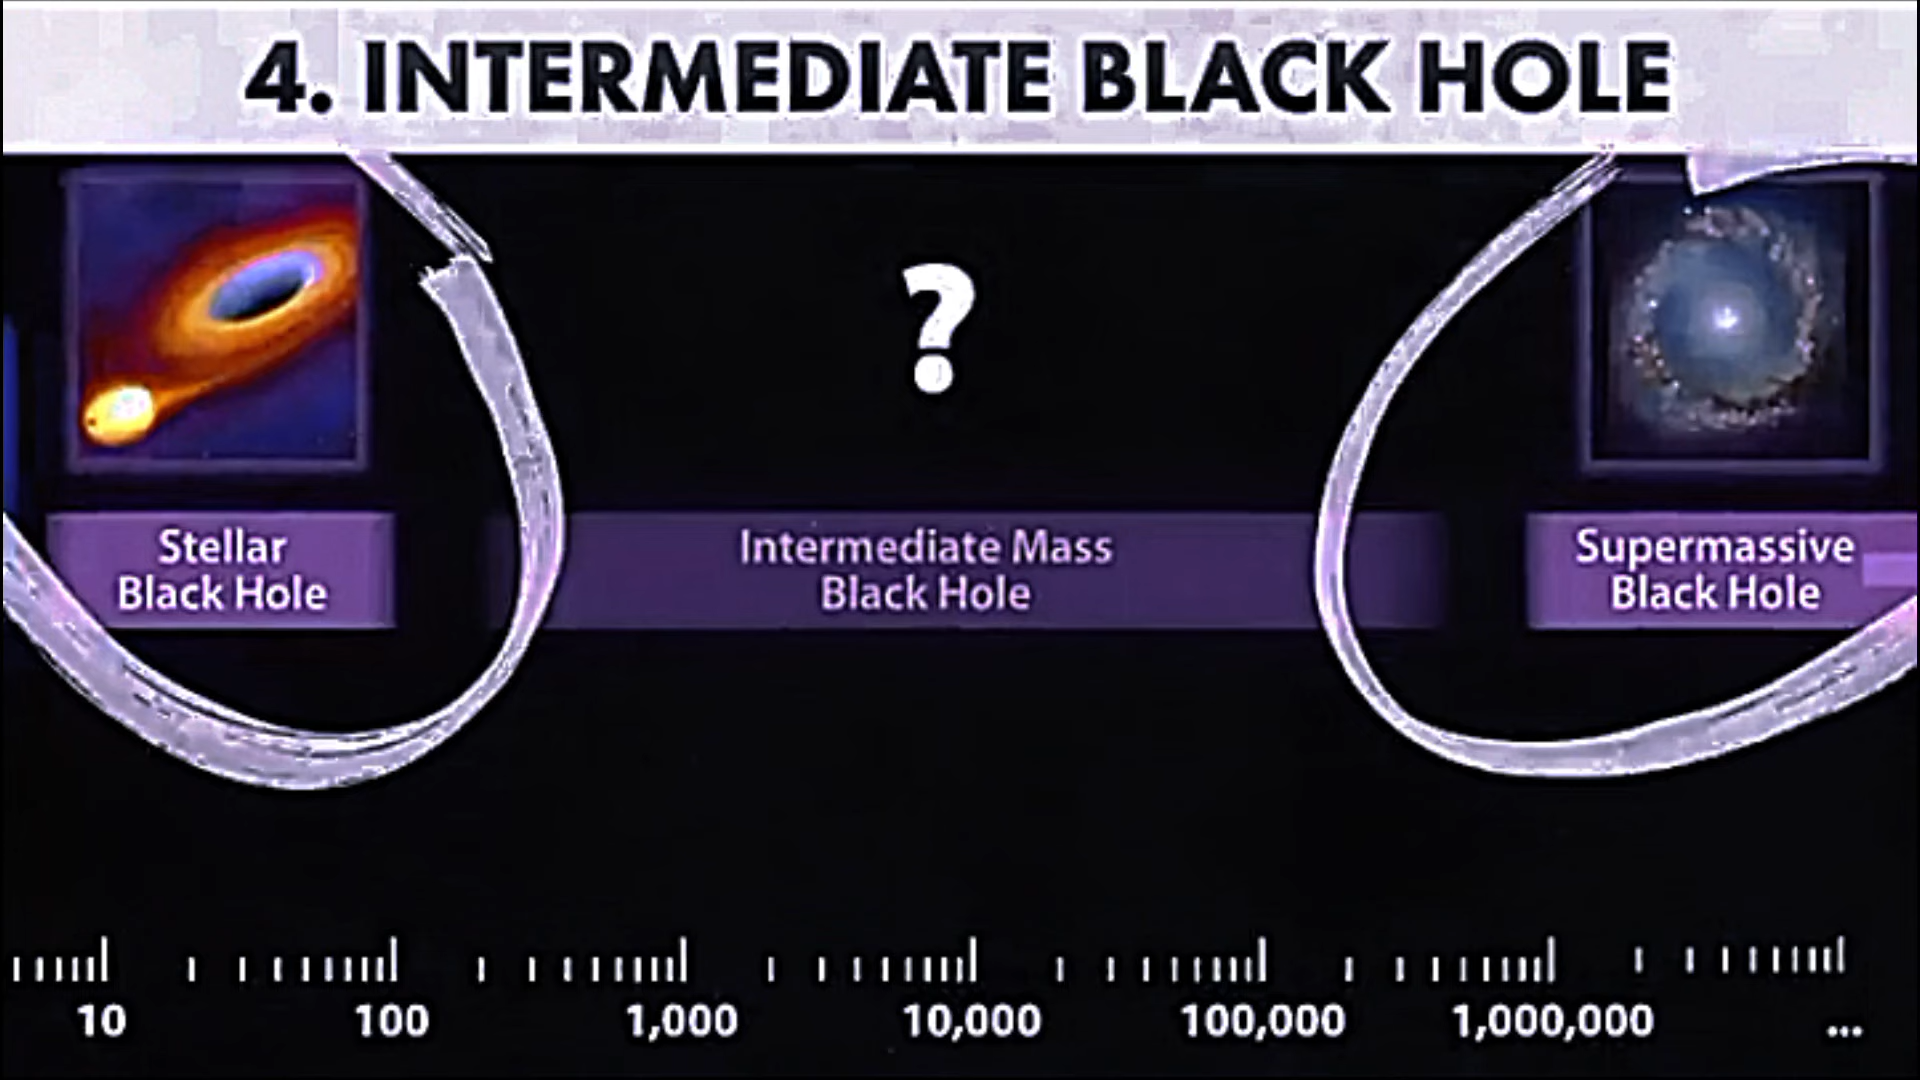 4. INTERMEDIATE BLACK HOLE
?
Stellar
Black Hole
Intermediate Mass
Black Hole
Supermassive
Black Hole
10 100 1,000 10,000 100,000 1,000,000 ...